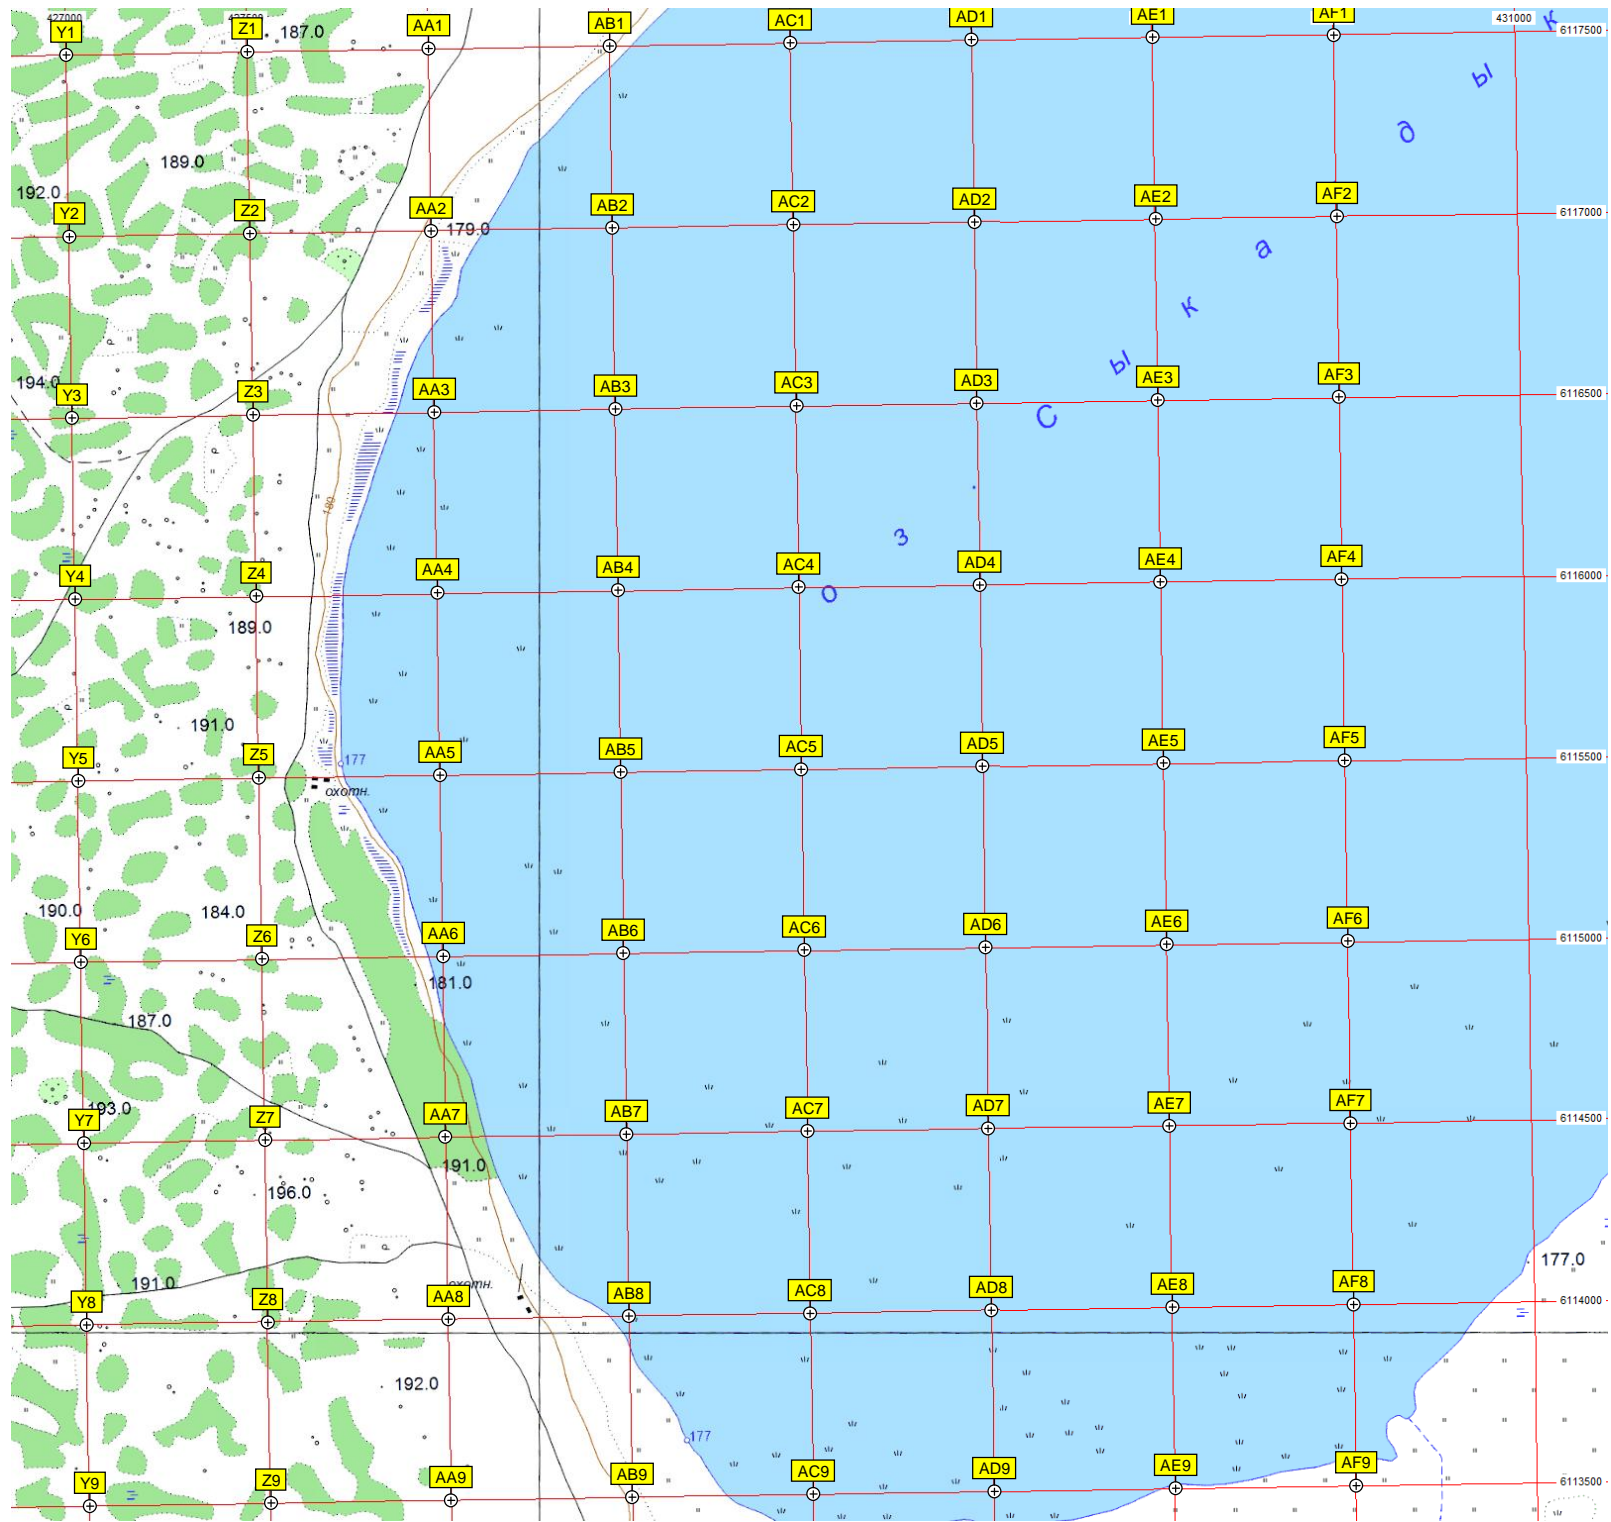 427000 427500 431000
Y1 Z1 187.0 AA1 AB1 AC1 AD1 AE1 AF1 к 6117500
ы
д
189.0
192.0
Y2 Z2 AA2 179.0 AB2 AC2 AD2 AE2 AF2 6117000
а
к
ы
194.0
Y3 Z3 AA3 AB3 AC3 AD3 AE3 AF3 6116500
С
180
з
Y4 Z4 AA4 AB4 AC4 AD4 AE4 AF4 6116000
О
189.0
191.0
Y5 Z5 177 AA5 AB5 AC5 AD5 AE5 AF5 6115500
охотн.
190.0 184.0
Y6 Z6 AA6 AB6 AC6 AD6 AE6 AF6 6115000
181.0
187.0
193.0
Y7 Z7 AA7 AB7 AC7 AD7 AE7 AF7 6114500
191.0
196.0
177.0
191.0 охотн.
Y8 Z8 AA8 AB8 AC8 AD8 AE8 AF8 6114000
192.0
177
Y9 Z9 AA9 AB9 AC9 AD9 AE9 AF9 6113500